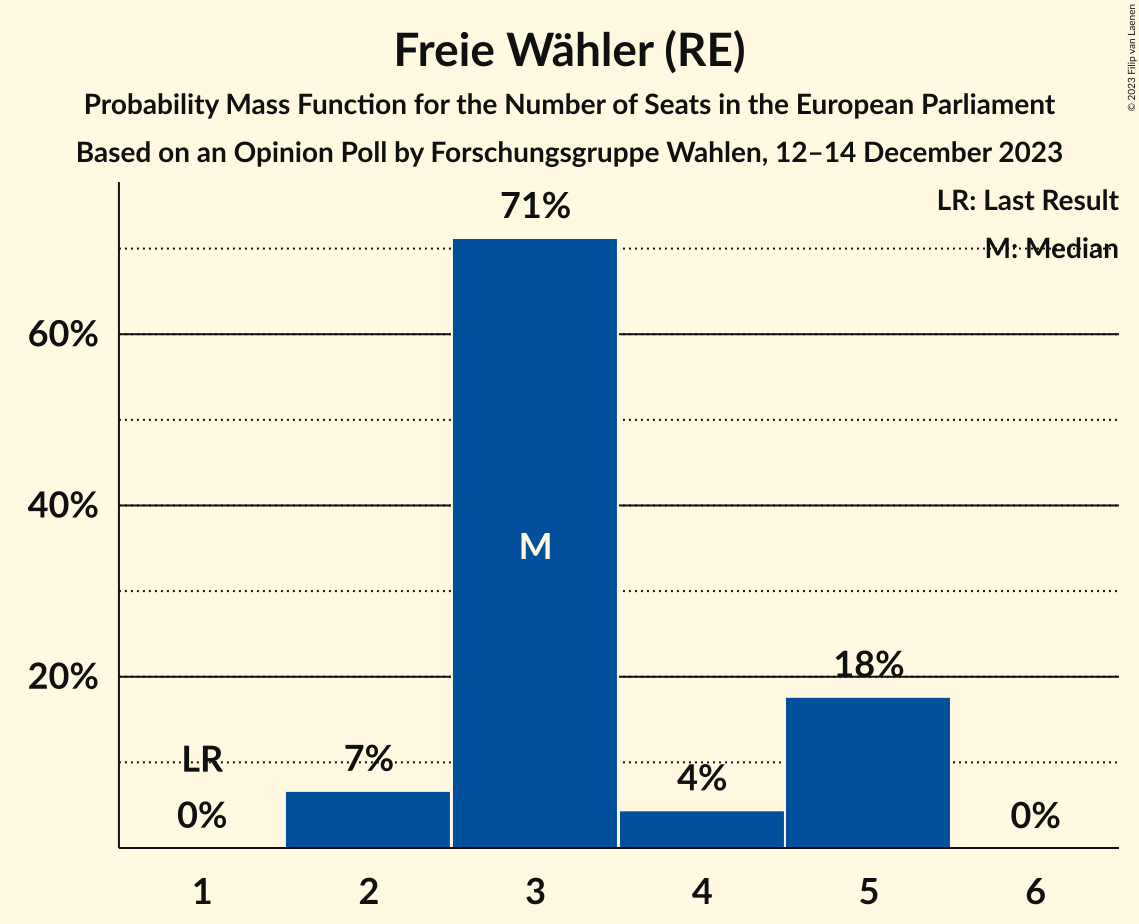 Freie Wähler (RE)
Probability Mass Function for the Number of Seats in the European Parliament
Based on an Opinion Poll by Forschungsgruppe Wahlen, 12–14 December 2023
© 2023 Filip van Laenen
LR: Last Result
M: Median
71%
60%
40%
M
20%
18%
LR
7%
4%
0%
0%
1 2 3 4 5 6